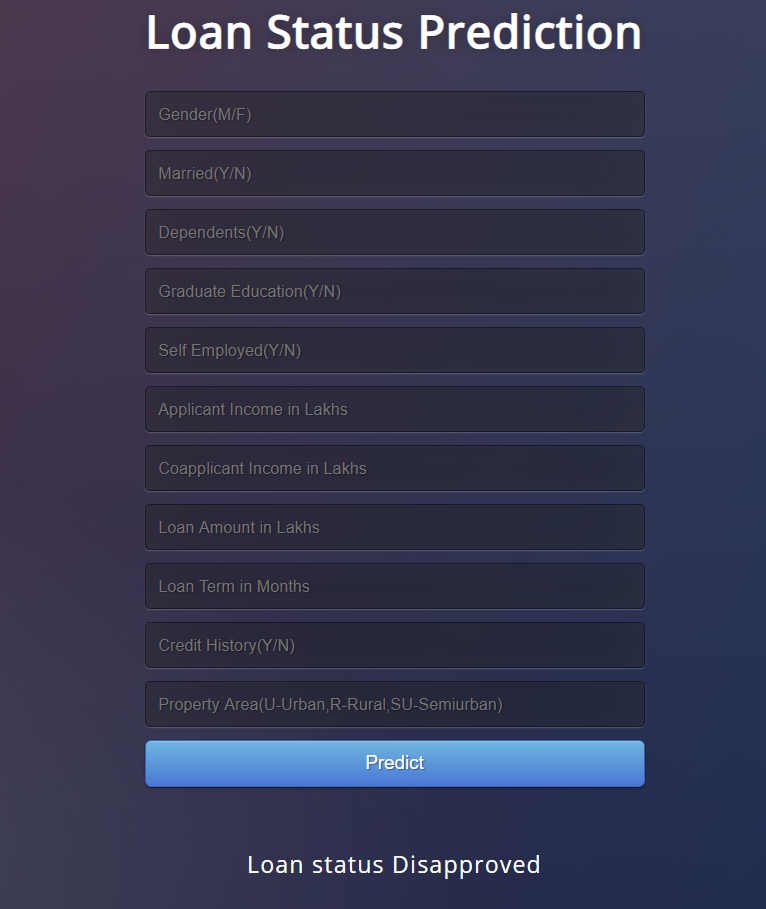 Loan Status Prediction
Gender(M/F)
Married(Y/N)
Dependents(Y/N)
Graduate Education(Y/N)
Self Employed(Y/N)
Applicant Income in Lakhs
Coapplicant Income in Lakhs
Loan Amount in Lakhs
Loan Term in Months
Credit History(Y/N)
Property Area(U-Urban,R-Rural,SU-Semiurban)
Predict
Loan status Disapproved